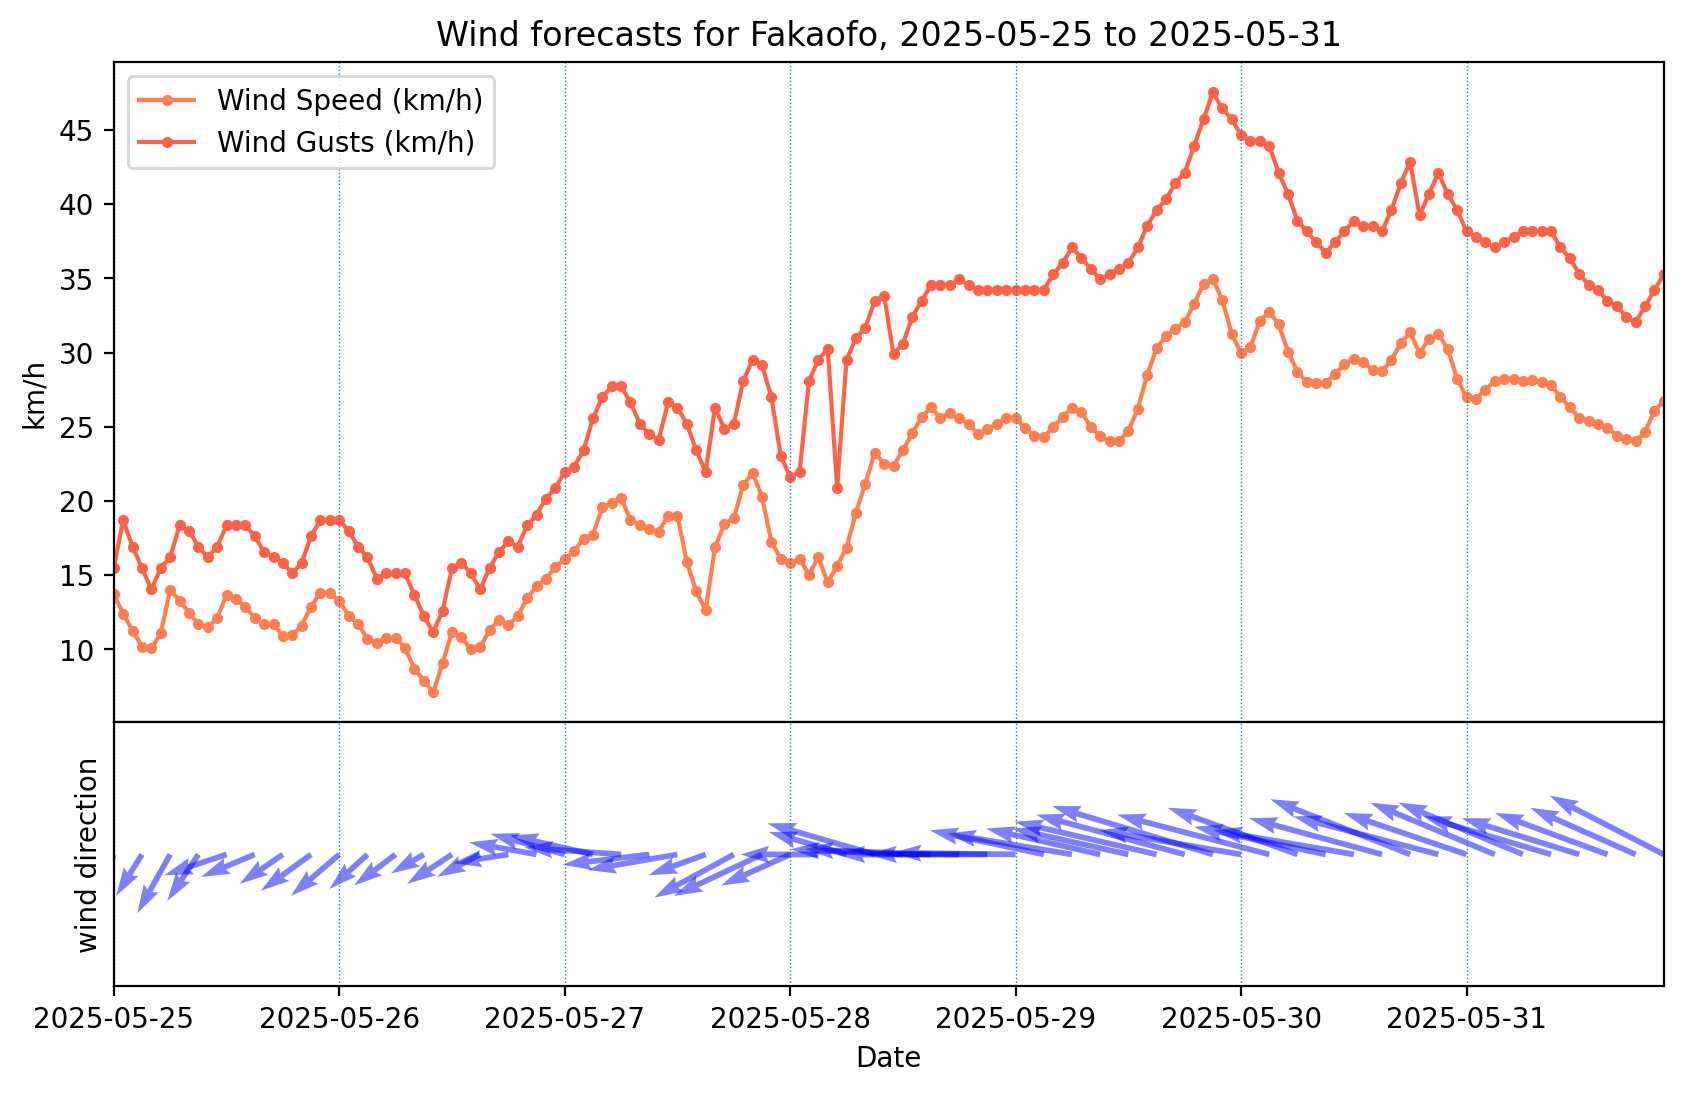 Wind forecasts for Fakaofo, 2025-05-25 to 2025-05-31
Wind Speed (km/h)
Wind Gusts (km/h)
45
40
35
30
25
20
15
10
km/h
wind direction
2025-05-25
2025-05-26
2025-05-27
2025-05-28
2025-05-29
2025-05-30
2025-05-31
Date